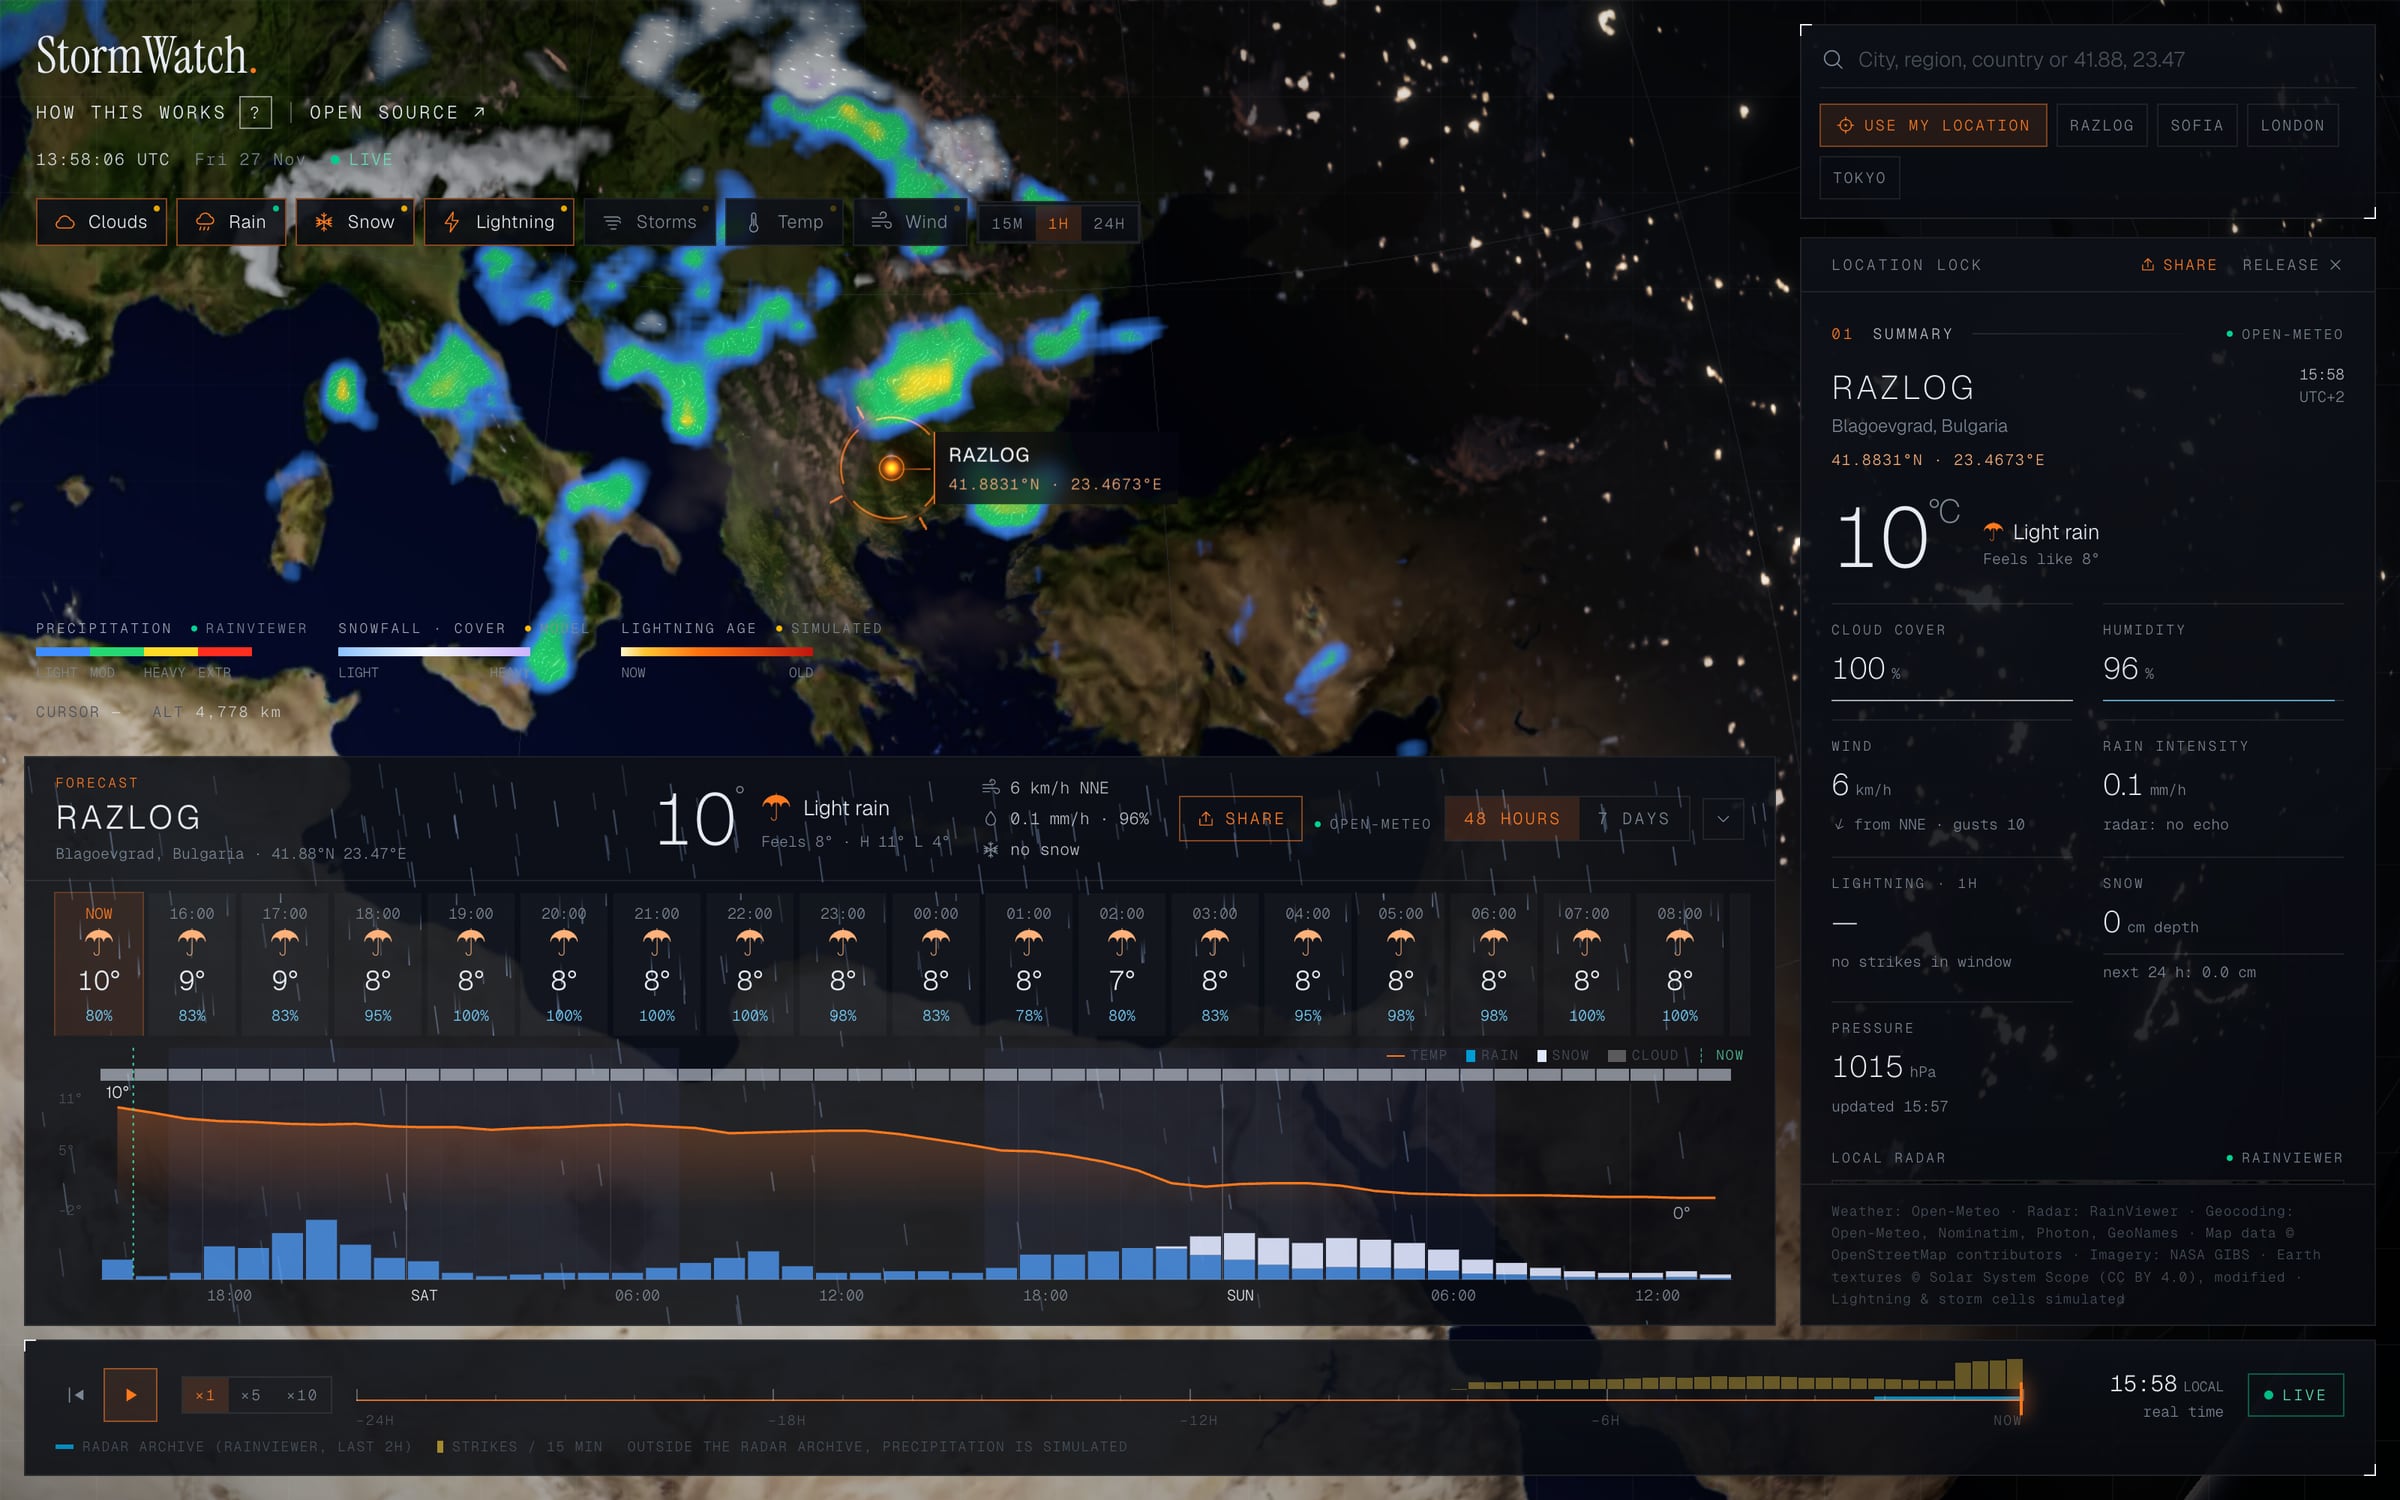 StormWatch.
HOW THIS WORKS ? OPEN SOURCE ↗
13:58:06 UTC Fri 27 Nov LIVE
Clouds Rain Snow Lightning Storms Temp Wind 15M 1H 24H
RAZLOG
41.8831°N · 23.4673°E
PRECIPITATION RAINVIEWER
LIGHT MOD HEAVY EXTR
SNOWFALL · COVER
LIGHT HEAVY
LIGHTNING AGE SIMULATED
NOW OLD
CURSOR — ALT 4,778 km
City, region, country or 41.88, 23.47
USE MY LOCATION RAZLOG SOFIA LONDON
TOKYO
LOCATION LOCK SHARE RELEASE ×
01 SUMMARY OPEN-METEO
RAZLOG 15:58
UTC+2
Blagoevgrad, Bulgaria
41.8831°N · 23.4673°E
10°C Light rain
Feels like 8°
CLOUD COVER HUMIDITY
100 % 96 %
WIND RAIN INTENSITY
6 km/h 0.1 mm/h
from NNE · gusts 10 radar: no echo
LIGHTNING · 1H SNOW
— 0 cm depth
no strikes in window next 24 h: 0.0 cm
PRESSURE
1015 hPa
updated 15:57
LOCAL RADAR RAINVIEWER
Weather: Open-Meteo · Radar: RainViewer · Geocoding:
Open-Meteo, Nominatim, Photon, GeoNames · Map data ©
OpenStreetMap contributors · Imagery: NASA GIBS · Earth
textures © Solar System Scope (CC BY 4.0), modified ·
Lightning & storm cells simulated
FORECAST
RAZLOG
Blagoevgrad, Bulgaria · 41.88°N 23.47°E
10° Light rain
Feels 8° · H 11° L 4°
6 km/h NNE
0.1 mm/h · 96%
no snow
SHARE OPEN-METEO 48 HOURS 7 DAYS
NOW 16:00 17:00 18:00 19:00 20:00 21:00 22:00 23:00 00:00 01:00 02:00 03:00 04:00 05:00 06:00 07:00 08:00
10° 9° 9° 8° 8° 8° 8° 8° 8° 8° 8° 7° 8° 8° 8° 8° 8° 8°
80% 83% 83% 95% 100% 100% 100% 100% 98% 83% 78% 80% 83% 95% 98% 98% 100% 100%
TEMP RAIN SNOW CLOUD NOW
10°
11°
5°
-2°
0°
18:00 SAT 06:00 12:00 18:00 SUN 06:00 12:00
×1 ×5 ×10
-24H -18H -12H -6H NOW
15:58 LOCAL
real time
LIVE
RADAR ARCHIVE (RAINVIEWER, LAST 2H) STRIKES / 15 MIN OUTSIDE THE RADAR ARCHIVE, PRECIPITATION IS SIMULATED